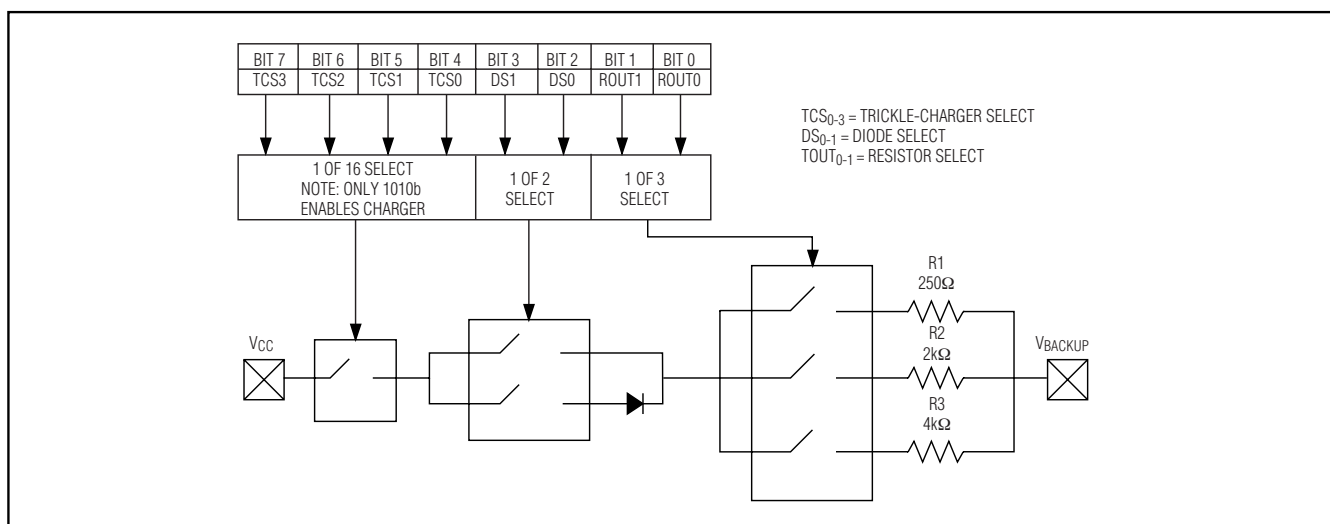 BIT 7 BIT 6 BIT 5 BIT 4 BIT 3 BIT 2 BIT 1 BIT 0
TCS3 TCS2 TCS1 TCS0 DS1 DS0 ROUT1 ROUT0
TCS0-3 = TRICKLE-CHARGER SELECT
DS0-1 = DIODE SELECT
TOUT0-1 = RESISTOR SELECT
1 OF 16 SELECT
NOTE: ONLY 1010b
ENABLES CHARGER
1 OF 2
SELECT
1 OF 3
SELECT
VCC
R1
250Ω
R2
2kΩ
R3
4kΩ
VBACKUP